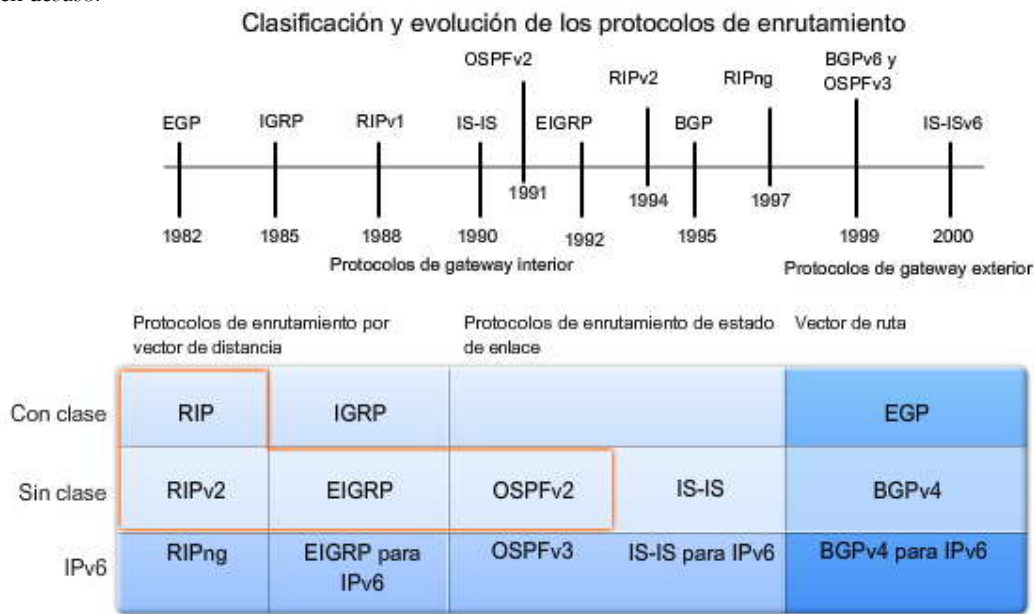 en desuso.
Clasificación y evolución de los protocolos de enrutamiento
OSPFv2
RIPv2
RIPng
BGPv6 y
OSPFv3
EGP
IGRP
RIPv1
IS-IS
EIGRP
BGP
IS-ISv6
1991
1994
1997
1982
1985
1988
1990
1992
1995
1999
2000
Protocolos de gateway interior
Protocolos de gateway exterior
Protocolos de enrutamiento por
vector de distancia
Protocolos de enrutamiento de estado
de enlace
Vector de ruta
Con clase
RIP
IGRP
EGP
Sin clase
RIPv2
EIGRP
OSPFv2
IS-IS
BGPv4
IPv6
RIPng
EIGRP para
IPv6
OSPFv3
IS-IS para IPv6
BGPv4 para IPv6